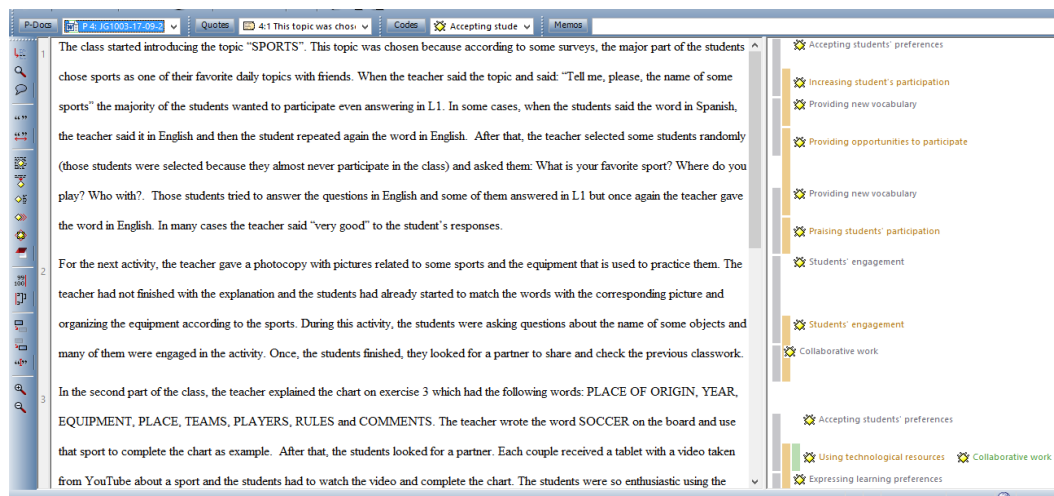 P-Docs P 4: JG1003-17-09-2 Quotes 4:1 This topic was chose Codes Accepting stude Memos
1
The class started introducing the topic “SPORTS”. This topic was chosen because according to some surveys, the major part of the students
chose sports as one of their favorite daily topics with friends. When the teacher said the topic and said: “Tell me, please, the name of some
sports” the majority of the students wanted to participate even answering in L1. In some cases, when the students said the word in Spanish,
the teacher said it in English and then the student repeated again the word in English. After that, the teacher selected some students randomly
(those students were selected because they almost never participate in the class) and asked them: What is your favorite sport? Where do you
play? Who with?. Those students tried to answer the questions in English and some of them answered in L1 but once again the teacher gave
the word in English. In many cases the teacher said “very good” to the student’s responses.
2
For the next activity, the teacher gave a photocopy with pictures related to some sports and the equipment that is used to practice them. The
teacher had not finished with the explanation and the students had already started to match the words with the corresponding picture and
organizing the equipment according to the sports. During this activity, the students were asking questions about the name of some objects and
many of them were engaged in the activity. Once, the students finished, they looked for a partner to share and check the previous classwork.
3
In the second part of the class, the teacher explained the chart on exercise 3 which had the following words: PLACE OF ORIGIN, YEAR,
EQUIPMENT, PLACE, TEAMS, PLAYERS, RULES and COMMENTS. The teacher wrote the word SOCCER on the board and use
that sport to complete the chart as example. After that, the students looked for a partner. Each couple received a tablet with a video taken
from YouTube about a sport and the students had to watch the video and complete the chart. The students were so enthusiastic using the
Accepting students' preferences
Increasing student's participation
Providing new vocabulary
Providing opportunities to participate
Providing new vocabulary
Praising students' participation
Students' engagement
Students' engagement
Collaborative work
Accepting students' preferences
Using technological resources Collaborative work
Expressing learning preferences